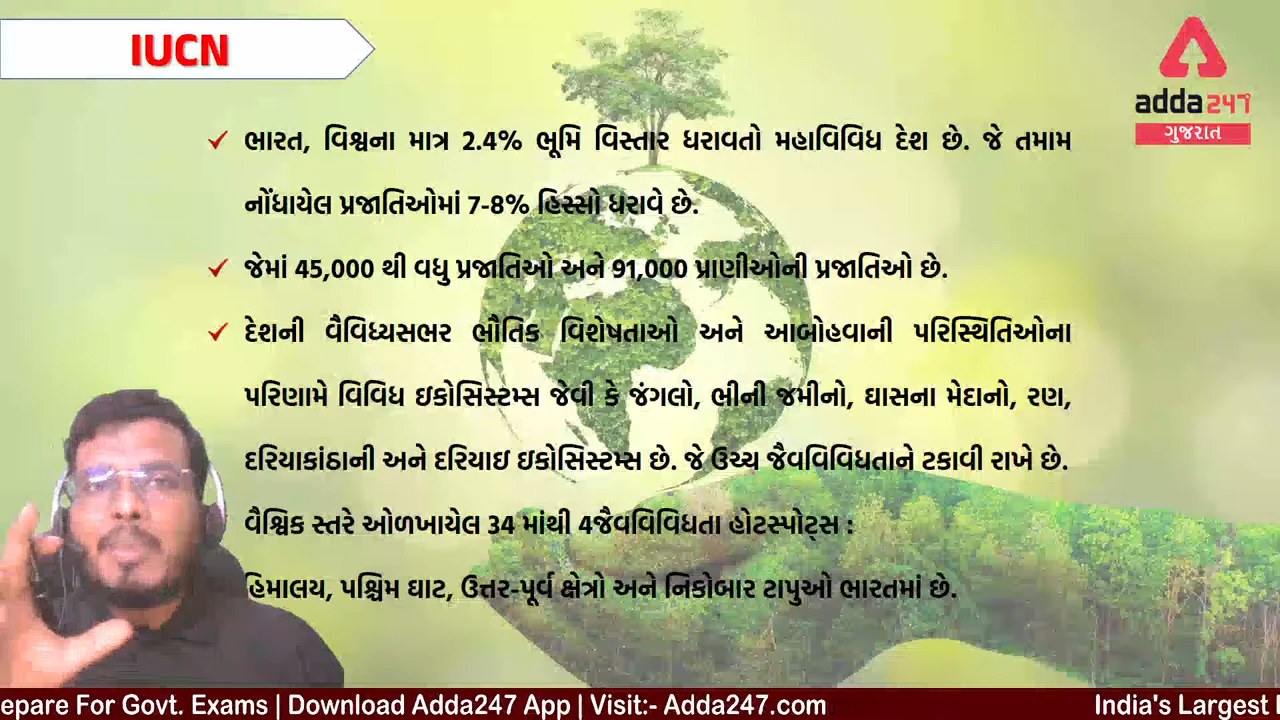 IUCN
adda247
ગુજરાત
ભારત, વિશ્વના માત્ર 2.4% ભૂમિ વિસ્તાર ધરાવતો મહાવિવિધ દેશ છે. જે તમામ
નોંધાયેલ પ્રજાતિઓમાં 7-8% હિસ્સો ધરાવે છે.
જેમાં 45,000 થી વધુ પ્રજાતિઓ અને 91,000 પ્રાણીઓની પ્રજાતિઓ છે.
દેશની વૈવિધ્યસભર ભૌતિક વિશેષતાઓ અને આબોહવાની પરિસ્થિતિઓના
પરિણામે વિવિધ ઇકોસિસ્ટમ્સ જેવી કે જંગલો, ભીની જમીનો, ઘાસના મેદાનો, રણ,
દરિયાકાંઠાની અને દરિયાઇ ઇકોસિસ્ટમ્સ છે. જે ઉચ્ચ જૈવવિવિધતાને ટકાવી રાખે છે.
વૈશ્વિક સ્તરે ઓળખાયેલ 34 માંથી 4જૈવવિવિધતા હોટસ્પોટ્સ :
હિમાલય, પશ્ચિમ ઘાટ, ઉત્તર-પૂર્વ ક્ષેત્રો અને નિકોબાર ટાપુઓ ભારતમાં છે.
epare For Govt. Exams | Download Adda247 App | Visit:- Adda247.com India's Largest